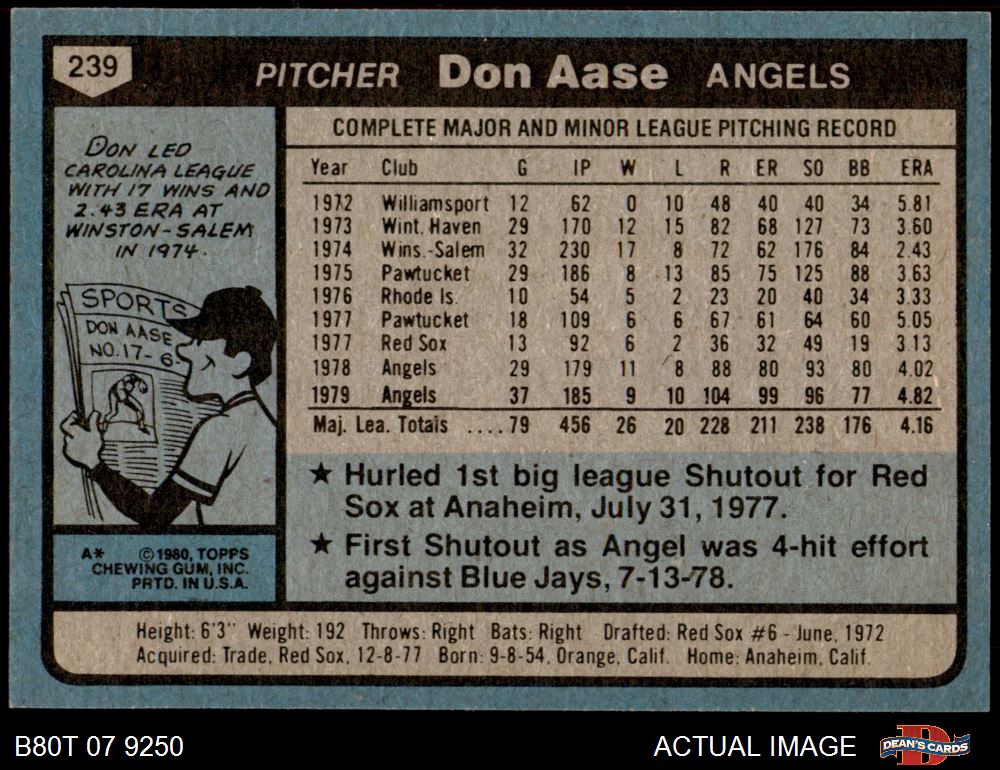 239
PITCHER Don Aase ANGELS
DON LED
CAROLINA LEAGUE
WITH 17 WINS AND
2.43 ERA AT
WINSTON-SALEM
IN 1974.
SPORTS
DON AASE
NO. 17-6
COMPLETE MAJOR AND MINOR LEAGUE PITCHING RECORD
Year Club G IP W L R ER SO BB ERA
1972 Williamsport 12 62 0 10 48 40 40 34 5.81
1973 Wint. Haven 29 170 12 15 82 68 127 73 3.60
1974 Wins.-Salem 32 230 17 8 72 62 176 84 2.43
1975 Pawtucket 29 186 8 13 85 75 125 88 3.63
1976 Rhode Is. 10 54 5 2 23 20 40 34 3.33
1977 Pawtucket 18 109 6 6 67 61 64 60 5.05
1977 Red Sox 13 92 6 2 36 32 49 19 3.13
1978 Angels 29 179 11 8 88 80 93 80 4.02
1979 Angels 37 185 9 10 104 99 96 77 4.82
Maj. Lea. Totals ....79 456 26 20 228 211 238 176 4.16
★ Hurled 1st big league Shutout for Red
Sox at Anaheim, July 31, 1977.
★ First Shutout as Angel was 4-hit effort
against Blue Jays, 7-13-78.
A* ©1980, TOPPS
CHEWING GUM, INC.
PRTD. IN U.S.A.
Height: 6'3" Weight: 192 Throws: Right Bats: Right Drafted: Red Sox #6 - June, 1972
Acquired: Trade, Red Sox, 12-8-77 Born: 9-8-54, Orange, Calif. Home: Anaheim, Calif.
B80T 07 9250
ACTUAL IMAGE
D
DEAN'S CARDS